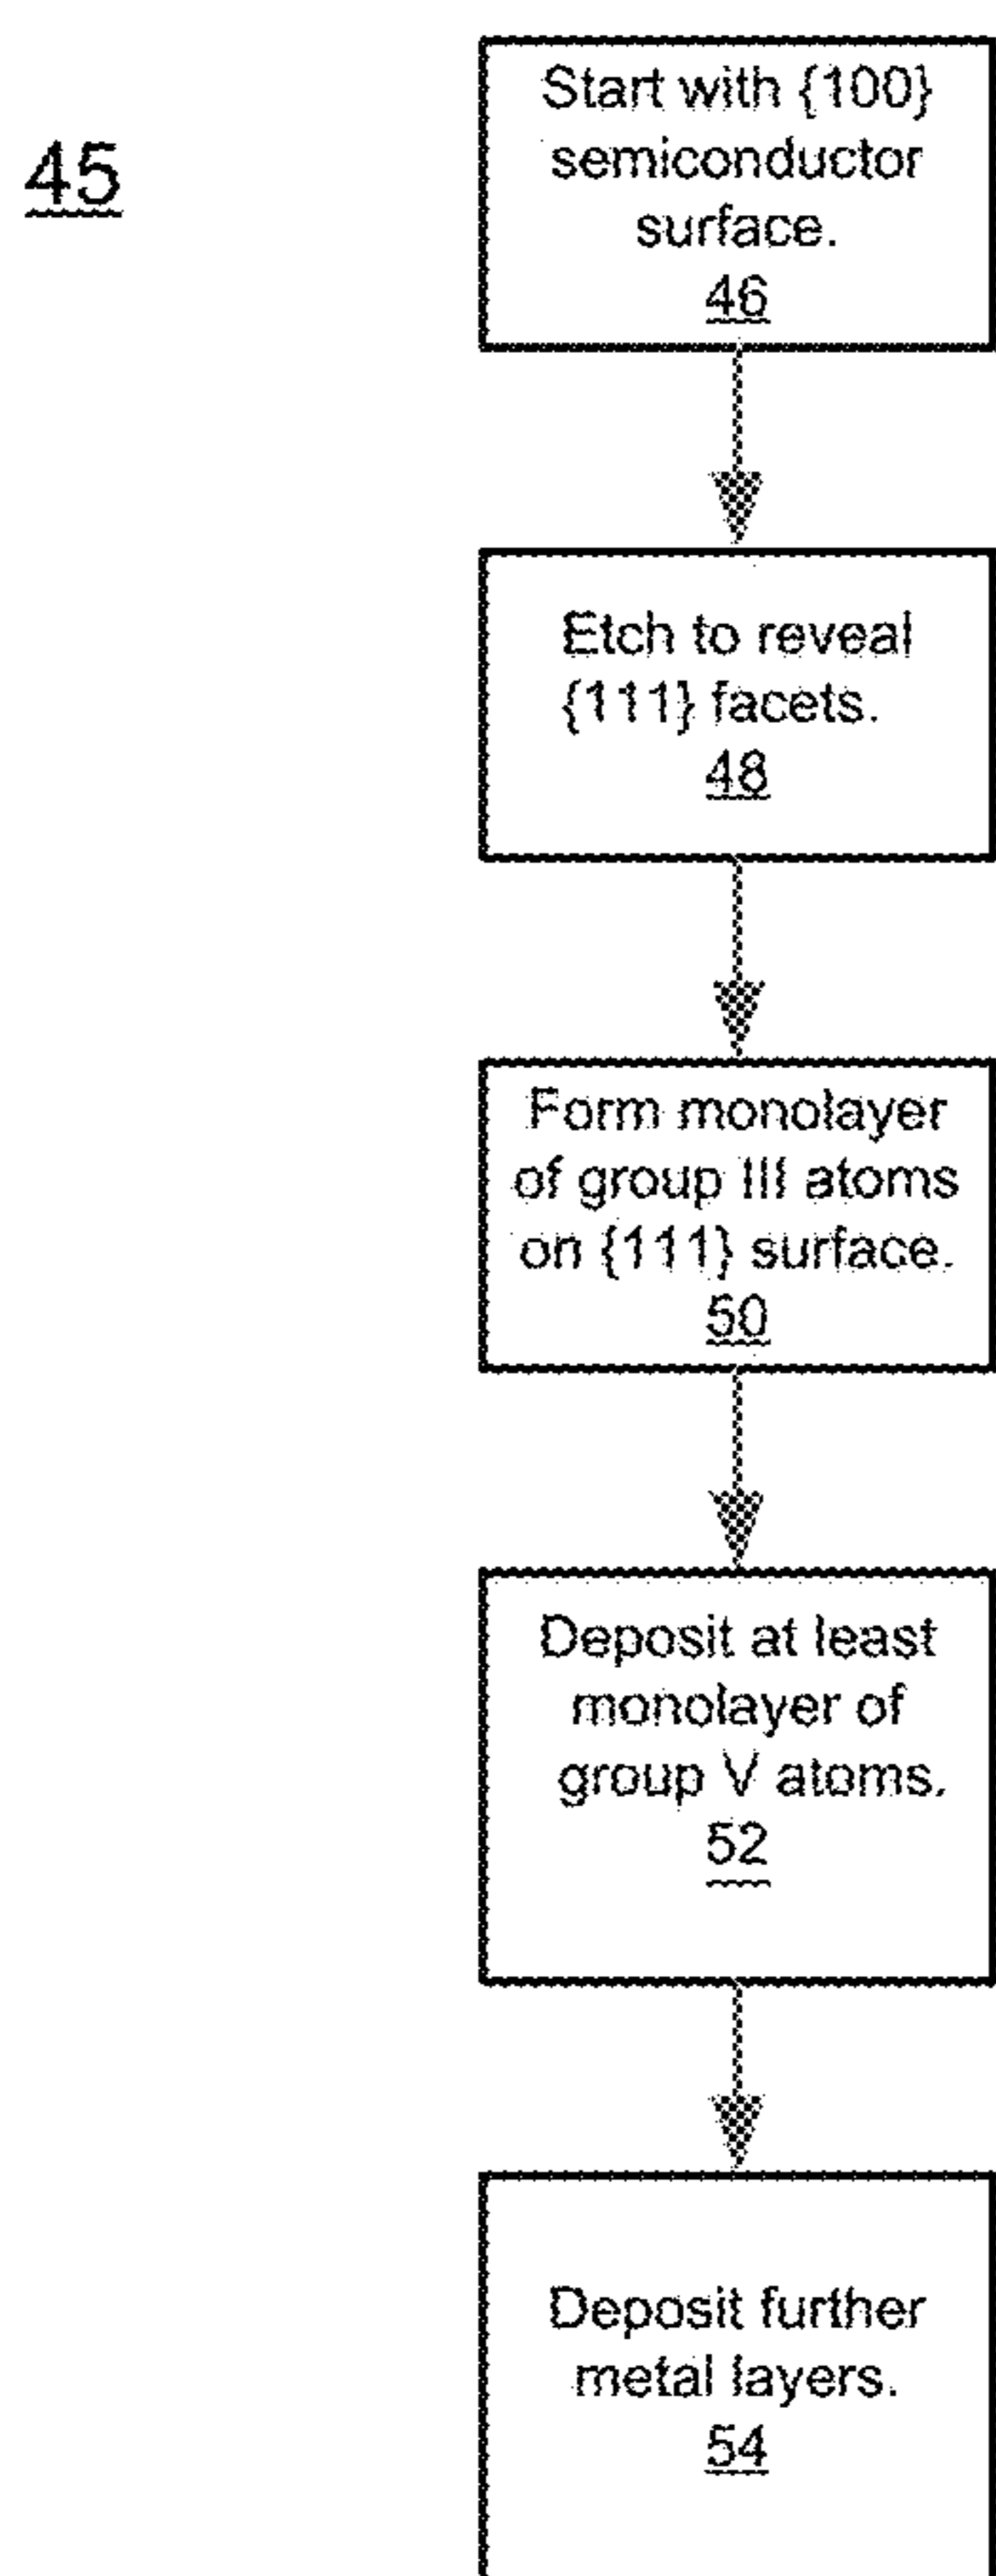 45
Start with {100}
semiconductor
surface.
46
Etch to reveal
{111} facets.
48
Form monolayer
of group III atoms
on {111} surface.
50
Deposit at least
monolayer of
group V atoms.
52
Deposit further
metal layers.
54